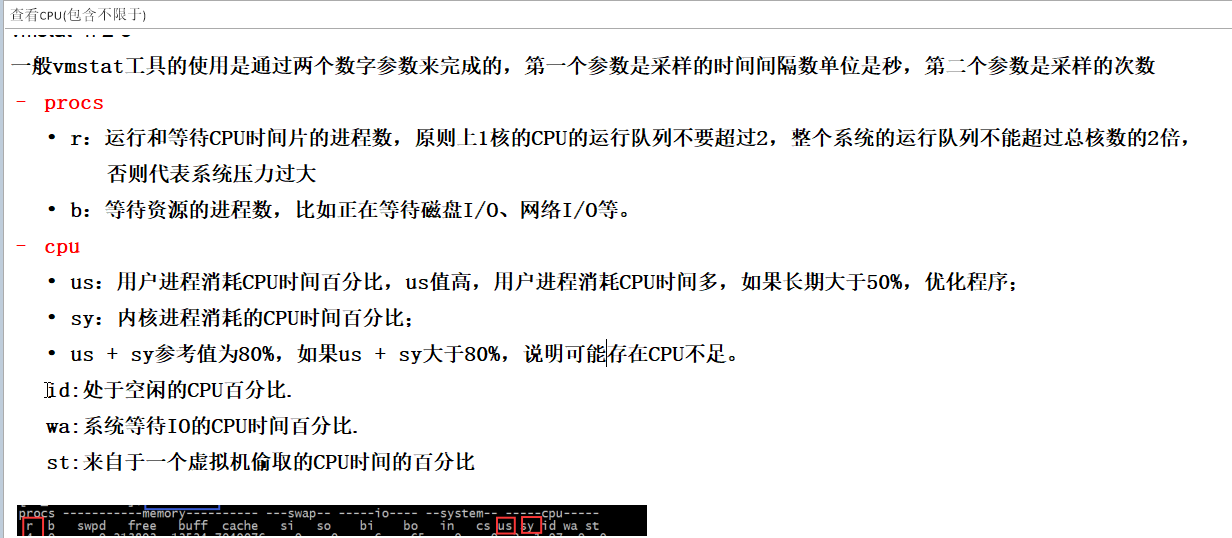 查看CPU(包含不限于)
一般vmstat工具的使用是通过两个数字参数来完成的，第一个参数是采样的时间间隔数单位是秒，第二个参数是采样的次数
- procs
• r：运行和等待CPU时间片的进程数，原则上1核的CPU的运行队列不要超过2，整个系统的运行队列不能超过总核数的2倍，
否则代表系统压力过大
• b：等待资源的进程数，比如正在等待磁盘I/O、网络I/O等。
- cpu
• us：用户进程消耗CPU时间百分比，us值高，用户进程消耗CPU时间多，如果长期大于50%，优化程序；
• sy：内核进程消耗的CPU时间百分比；
• us + sy参考值为80%，如果us + sy大于80%，说明可能存在CPU不足。
id:处于空闲的CPU百分比.
wa:系统等待IO的CPU时间百分比.
st:来自于一个虚拟机偷取的CPU时间的百分比
procs -----------memory---------- ---swap-- -----io---- --system-- -----cpu-----
r b swpd free buff cache si so bi bo in cs us sy id wa st